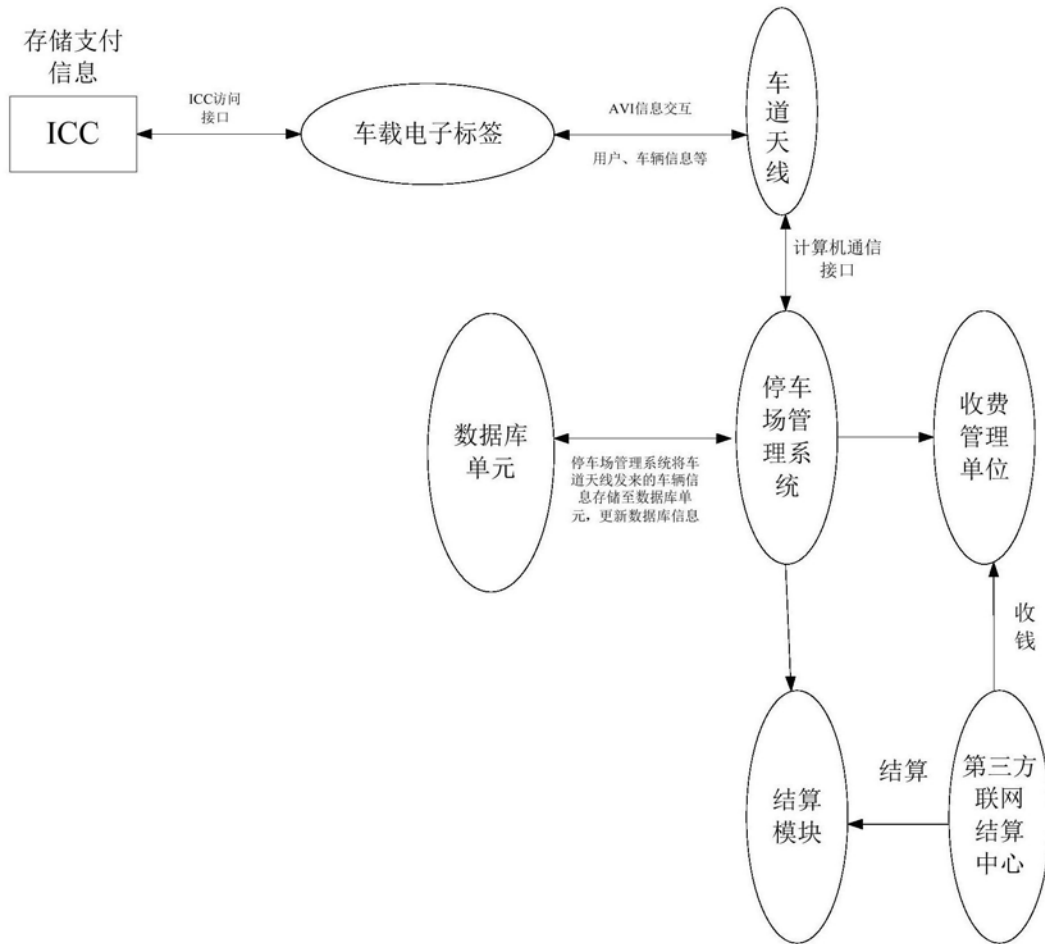 存储支付
信息
ICC
ICC访问
接口
车载电子标签
AVI信息交互
用户、车辆信息等
车
道
天
线
计算机通信
接口
数据库
单元
停车场管理系统将车
道天线发来的车辆信
息存储至数据库单
元，更新数据库信息
停车
场管
理系
统
收费
管理
单位
收
钱
结算
模块
结算
第三方
联网
结算
中心